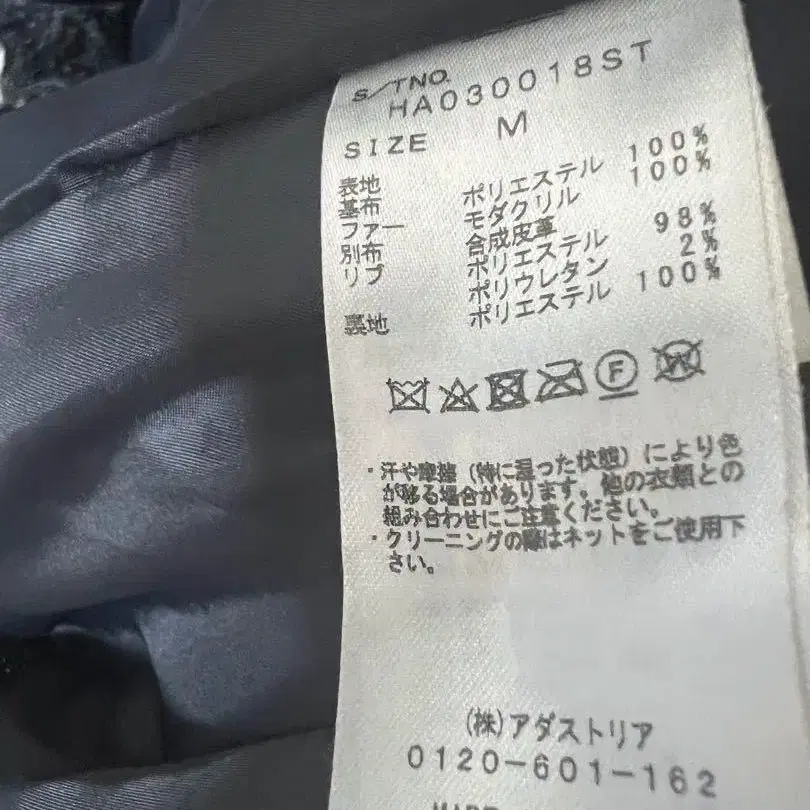 S/TNO.
HA030018ST
SIZE M
表地
基布 ポリエステル 100%
ファー モダクリル 100%
別布 合成皮革
リブ ポリエステル 98%
ポリウレタン 2%
裏地 ポリエステル 100%
F
W
・汗や摩擦（特に湿った状態）により色
が移る場合があります。他の衣類との
組み合わせにご注意ください。
・クリーニングの際はネットをご使用下
さい。
(株)アダストリア
0120-601-162